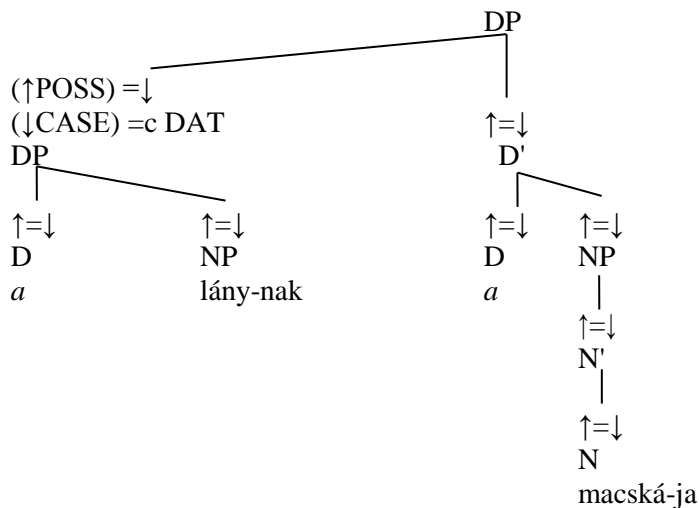 DP
(↑POSS) =↓
(↓CASE) =c DAT ↑=↓
DP D'
↑=↓ ↑=↓ ↑=↓ ↑=↓
D NP D NP
a lány-nak a
↑=↓
N'
↑=↓
N
macská-ja